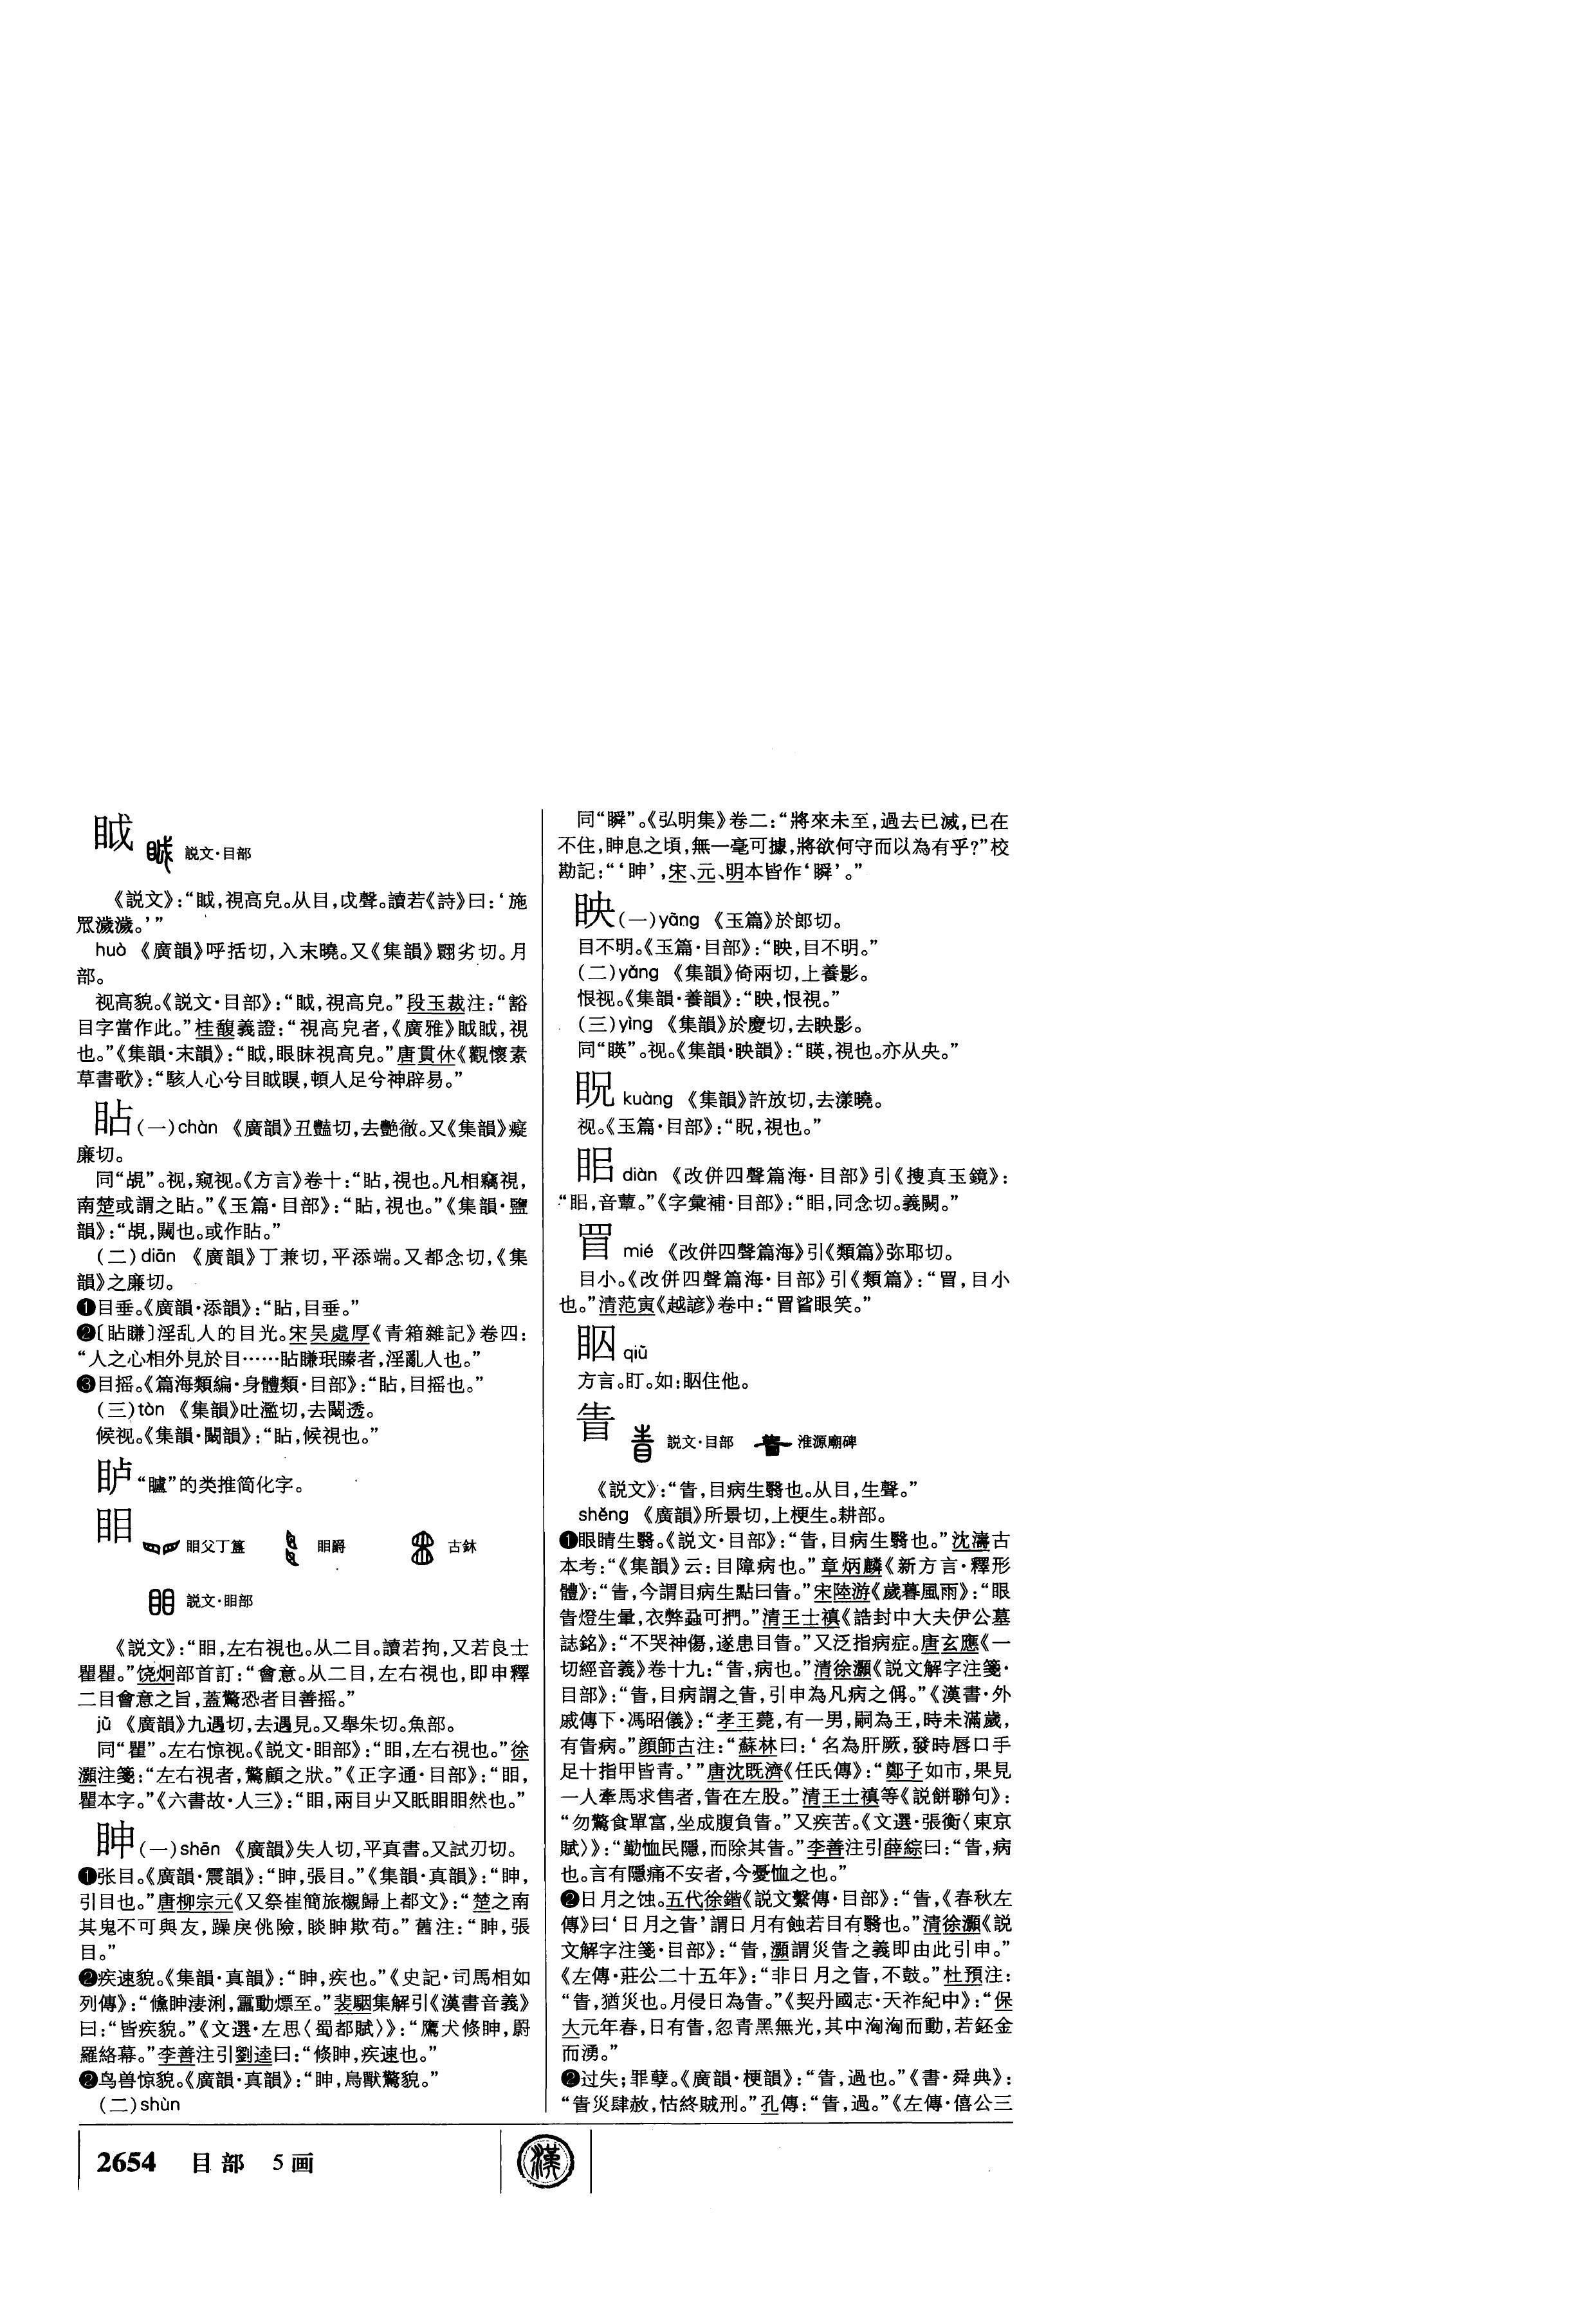 眓 説文·目部
《説文》：“眓，視高皃。从目，戉聲。讀若《詩》曰：‘施
罛濊濊。’”
huò 《廣韻》呼括切，入末曉。又《集韻》翾劣切。月
部。
视高貌。《説文·目部》：“眓，視高皃。”段玉裁注：“豁
目字當作此。”桂馥義證：“視高皃者，《廣雅》眓眓，視
也。”《集韻·末韻》：“眓，眼眜視高皃。”唐貫休《觀懷素
草書歌》：“駭人心兮目眓瞁，頓人足兮神辟易。”
䀡(一)chàn 《廣韻》丑豔切，去艷徹。又《集韻》癡
廉切。
同“覘”。视，窥视。《方言》卷十：“䀡，視也。凡相竊視，
南楚或謂之䀡。”《玉篇·目部》：“䀡，視也。”《集韻·鹽
韻》：“覘，闚也。或作䀡。”
(二)diān 《廣韻》丁兼切，平添端。又都念切，《集
韻》之廉切。
❶目垂。《廣韻·添韻》：“䀡，目垂。”
❷〔䀡䁠〕淫乱人的目光。宋吴處厚《青箱雜記》卷四：
“人之心相外見於目……䀡䁠珉瞣者，淫亂人也。”
❸目摇。《篇海類編·身體類·目部》：“䀡，目摇也。”
(三)tòn 《集韻》吐濫切，去闞透。
候视。《集韻·闞韻》：“䀡，候視也。”
𥅘“矑”的类推简化字。
䀠 䀠父丁簋 䀠爵 古鉨
説文·䀠部
《説文》：“䀠，左右視也。从二目。讀若拘，又若良士
瞿瞿。”饶炯部首訂：“會意。从二目，左右視也，即申釋
二目會意之旨，蓋驚恐者目善摇。”
jù 《廣韻》九遇切，去遇見。又舉朱切。魚部。
同“瞿”。左右惊视。《説文·䀠部》：“䀠，左右視也。”徐
灝注箋：“左右視者，驚顧之狀。”《正字通·目部》：“䀠，
瞿本字。”《六書故·人三》：“䀠，兩目屮又眂䀠䀠然也。”
眒(一)shēn 《廣韻》失人切，平真書。又試刃切。
❶张目。《廣韻·震韻》：“眒，張目。”《集韻·真韻》：“眒，
引目也。”唐柳宗元《又祭崔簡旅櫬歸上都文》：“楚之南
其鬼不可與友，躁戾佻險，睒眒欺苟。”舊注：“眒，張
目。”
❷疾速貌。《集韻·真韻》：“眒，疾也。”《史記·司馬相如
列傳》：“儵眒淒浰，靁動熛至。”裴駰集解引《漢書音義》
曰：“皆疾貌。”《文選·左思〈蜀都賦〉》：“鷹犬倏眒，罻
羅絡幕。”李善注引劉逵曰：“倏眒，疾速也。”
❷鸟兽惊貌。《廣韻·真韻》：“眒，鳥獸驚貌。”
(二)shùn
同“瞬”。《弘明集》卷二：“將來未至，過去已滅，已在
不住，眒息之頃，無一毫可據，將欲何守而以為有乎？”校
勘記：“‘眒’，宋、元、明本皆作‘瞬’。”
眏(一)yāng 《玉篇》於郎切。
目不明。《玉篇·目部》：“眏，目不明。”
(二)yǎng 《集韻》倚兩切，上養影。
恨视。《集韻·養韻》：“眏，恨視。”
(三)yìng 《集韻》於慶切，去映影。
同“瞸”。视。《集韻·映韻》：“瞸，視也。亦从央。”
眖 kuàng 《集韻》許放切，去漾曉。
视。《玉篇·目部》：“眖，視也。”
diàn 《改併四聲篇海·目部》引《搜真玉鏡》：
音蕈。”《字彙補·目部》：“同念切。義闕。”
mié 《改併四聲篇海》引《類篇》弥耶切。
目小。《改併四聲篇海·目部》引《類篇》：“目小
也。”清范寅《越諺》卷中：“眼笑。”
qiǔ
方言。盯。如：住他。
眚 説文·目部 淮源廟碑
《説文》：“眚，目病生翳也。从目，生聲。”
shěng 《廣韻》所景切，上梗生。耕部。
❶眼睛生翳。《説文·目部》：“眚，目病生翳也。”沈濤古
本考：“《集韻》云：目障病也。”章炳麟《新方言·釋形
體》：“眚，今謂目病生點曰眚。”宋陸游《歲暮風雨》：“眼
眚燈生暈，衣弊蝨可捫。”清王士禛《誥封中大夫伊公墓
誌銘》：“不哭神傷，遂患目眚。”又泛指病症。唐玄應《一
切經音義》卷十九：“眚，病也。”清徐灝《説文解字注箋·
目部》：“眚，目病謂之眚，引申為凡病之偁。”《漢書·外
戚傳下·馮昭儀》：“孝王薨，有一男，嗣為王，時未滿歲，
有眚病。”顔師古注：“蘇林曰：‘名為肝厥，發時唇口手
足十指甲皆青。’”唐沈既濟《任氏傳》：“鄭子如市，果見
一人牽馬求售者，眚在左股。”清王士禛等《説餅聯句》：
“勿驚食單富，坐成腹負眚。”又疾苦。《文選·張衡〈東京
賦〉》：“勤恤民隱，而除其眚。”李善注引薛綜曰：“眚，病
也。言有隱痛不安者，今憂恤之也。”
❷日月之蚀。五代徐鍇《説文繫傳·目部》：“眚，《春秋左
傳》曰‘日月之眚’謂日月有蝕若目有翳也。”清徐灝《説
文解字注箋·目部》：“眚，灝謂災眚之義即由此引申。”
《左傳·莊公二十五年》：“非日月之眚，不鼓。”杜預注：
“眚，猶災也。月侵日為眚。”《契丹國志·天祚紀中》：“保
大元年春，日有眚，忽青黑無光，其中洶洶而動，若鉟金
而湧。”
❷过失；罪孽。《廣韻·梗韻》：“眚，過也。”《書·舜典》：
“眚災肆赦，怙終賊刑。”孔傳：“眚，過。”《左傳·僖公三
2654 目部 5画 漢